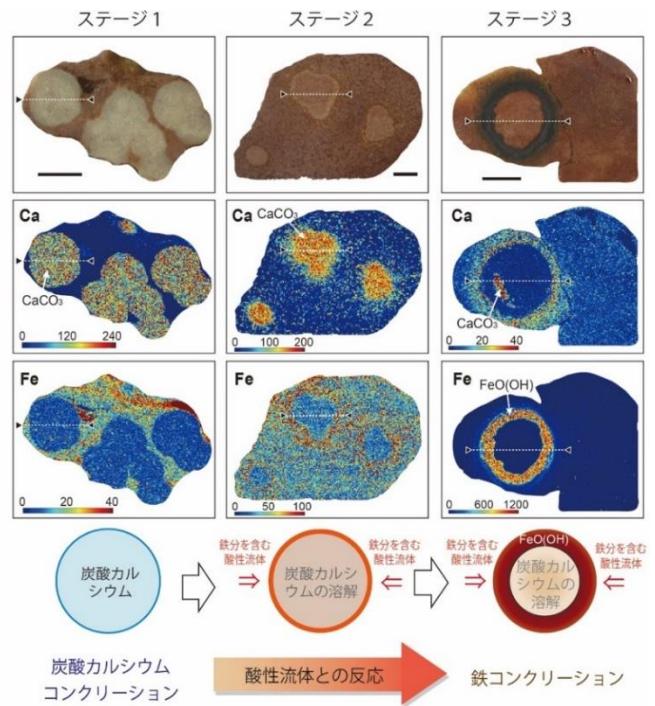 ステージ 1
ステージ 2
ステージ 3
Ca
CaCO3
0 120 240
Ca
CaCO3
0 100 200
Ca
CaCO3
0 20 40
Fe
0 20 40
Fe
0 50 100
Fe
FeO(OH)
0 600 1200
炭酸カル
シウム
鉄分を含む
酸性流体
炭酸カルシ
ウムの溶解
鉄分を含む
酸性流体
鉄分を含む
酸性流体
FeO(OH)
炭酸カル
シウムの
溶解
鉄分を含む
酸性流体
炭酸カルシウム
コンクリーション
酸性流体との反応
鉄コンクリーション